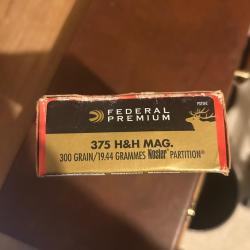 FEDERAL
PREMIUM
375 H&H MAG.
300 GRAIN/19.44 GRAMMES Nosler PARTITION®